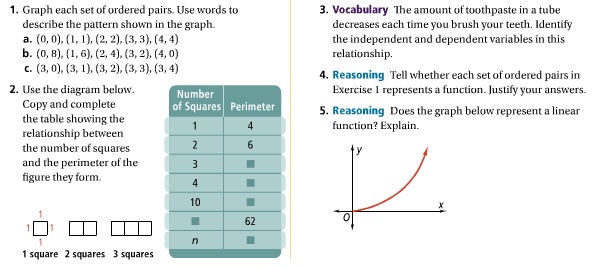 1. Graph each set of ordered pairs. Use words to
describe the pattern shown in the graph.
a. (0, 0), (1, 1), (2, 2), (3, 3), (4, 4)
b. (0, 8), (1, 6), (2, 4), (3, 2), (4, 0)
c. (3, 0), (3, 1), (3, 2), (3, 3), (3, 4)
2. Use the diagram below.
Copy and complete
the table showing the
relationship between
the number of squares
and the perimeter of the
figure they form.
Number
of Squares Perimeter
1 4
2 6
3
4
10
62
n
1
1 1
1
1 square 2 squares 3 squares
3. Vocabulary The amount of toothpaste in a tube
decreases each time you brush your teeth. Identify
the independent and dependent variables in this
relationship.
4. Reasoning Tell whether each set of ordered pairs in
Exercise 1 represents a function. Justify your answers.
5. Reasoning Does the graph below represent a linear
function? Explain.
y
x
O